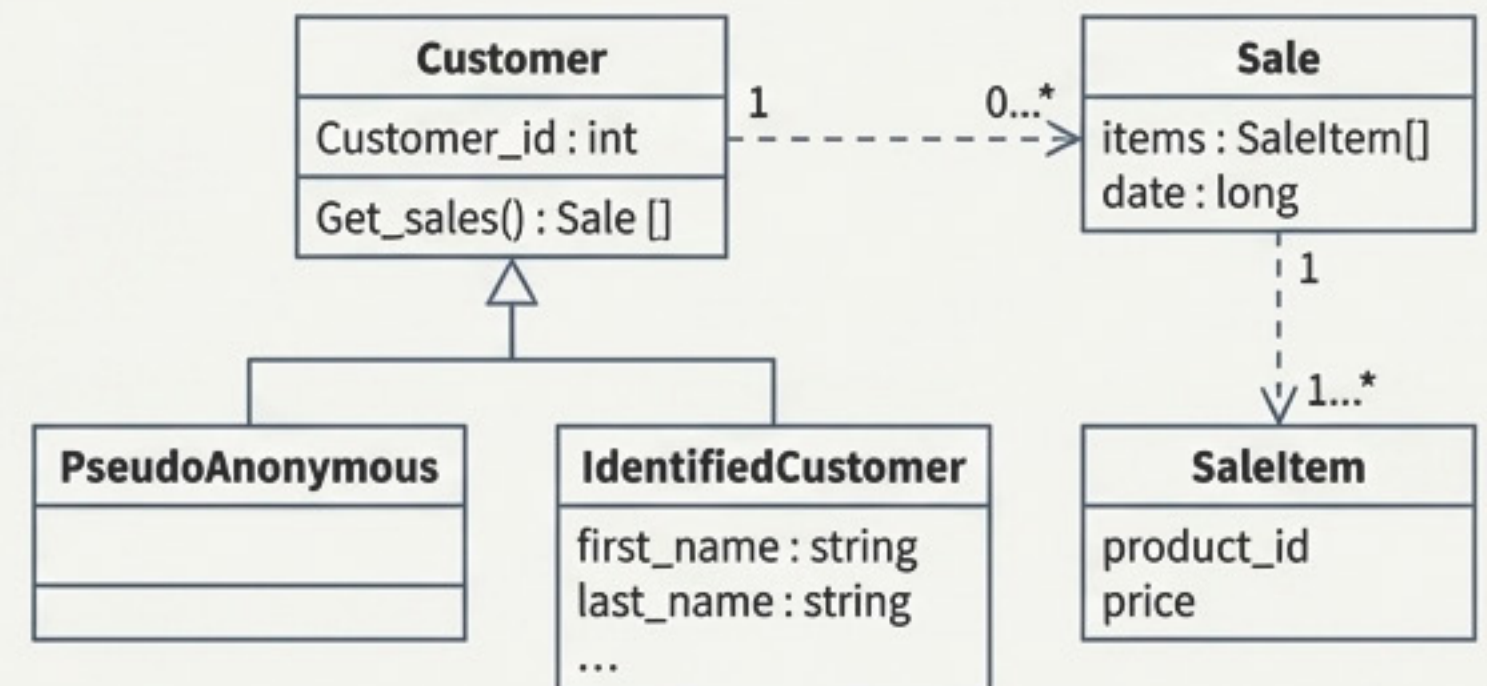 Customer
Customer_id : int
Get_sales() : Sale []
1
0...*
Sale
items : SaleItem[]
date : long
1
1...*
PseudoAnonymous
IdentifiedCustomer
first_name : string
last_name : string
...
SaleItem
product_id
price